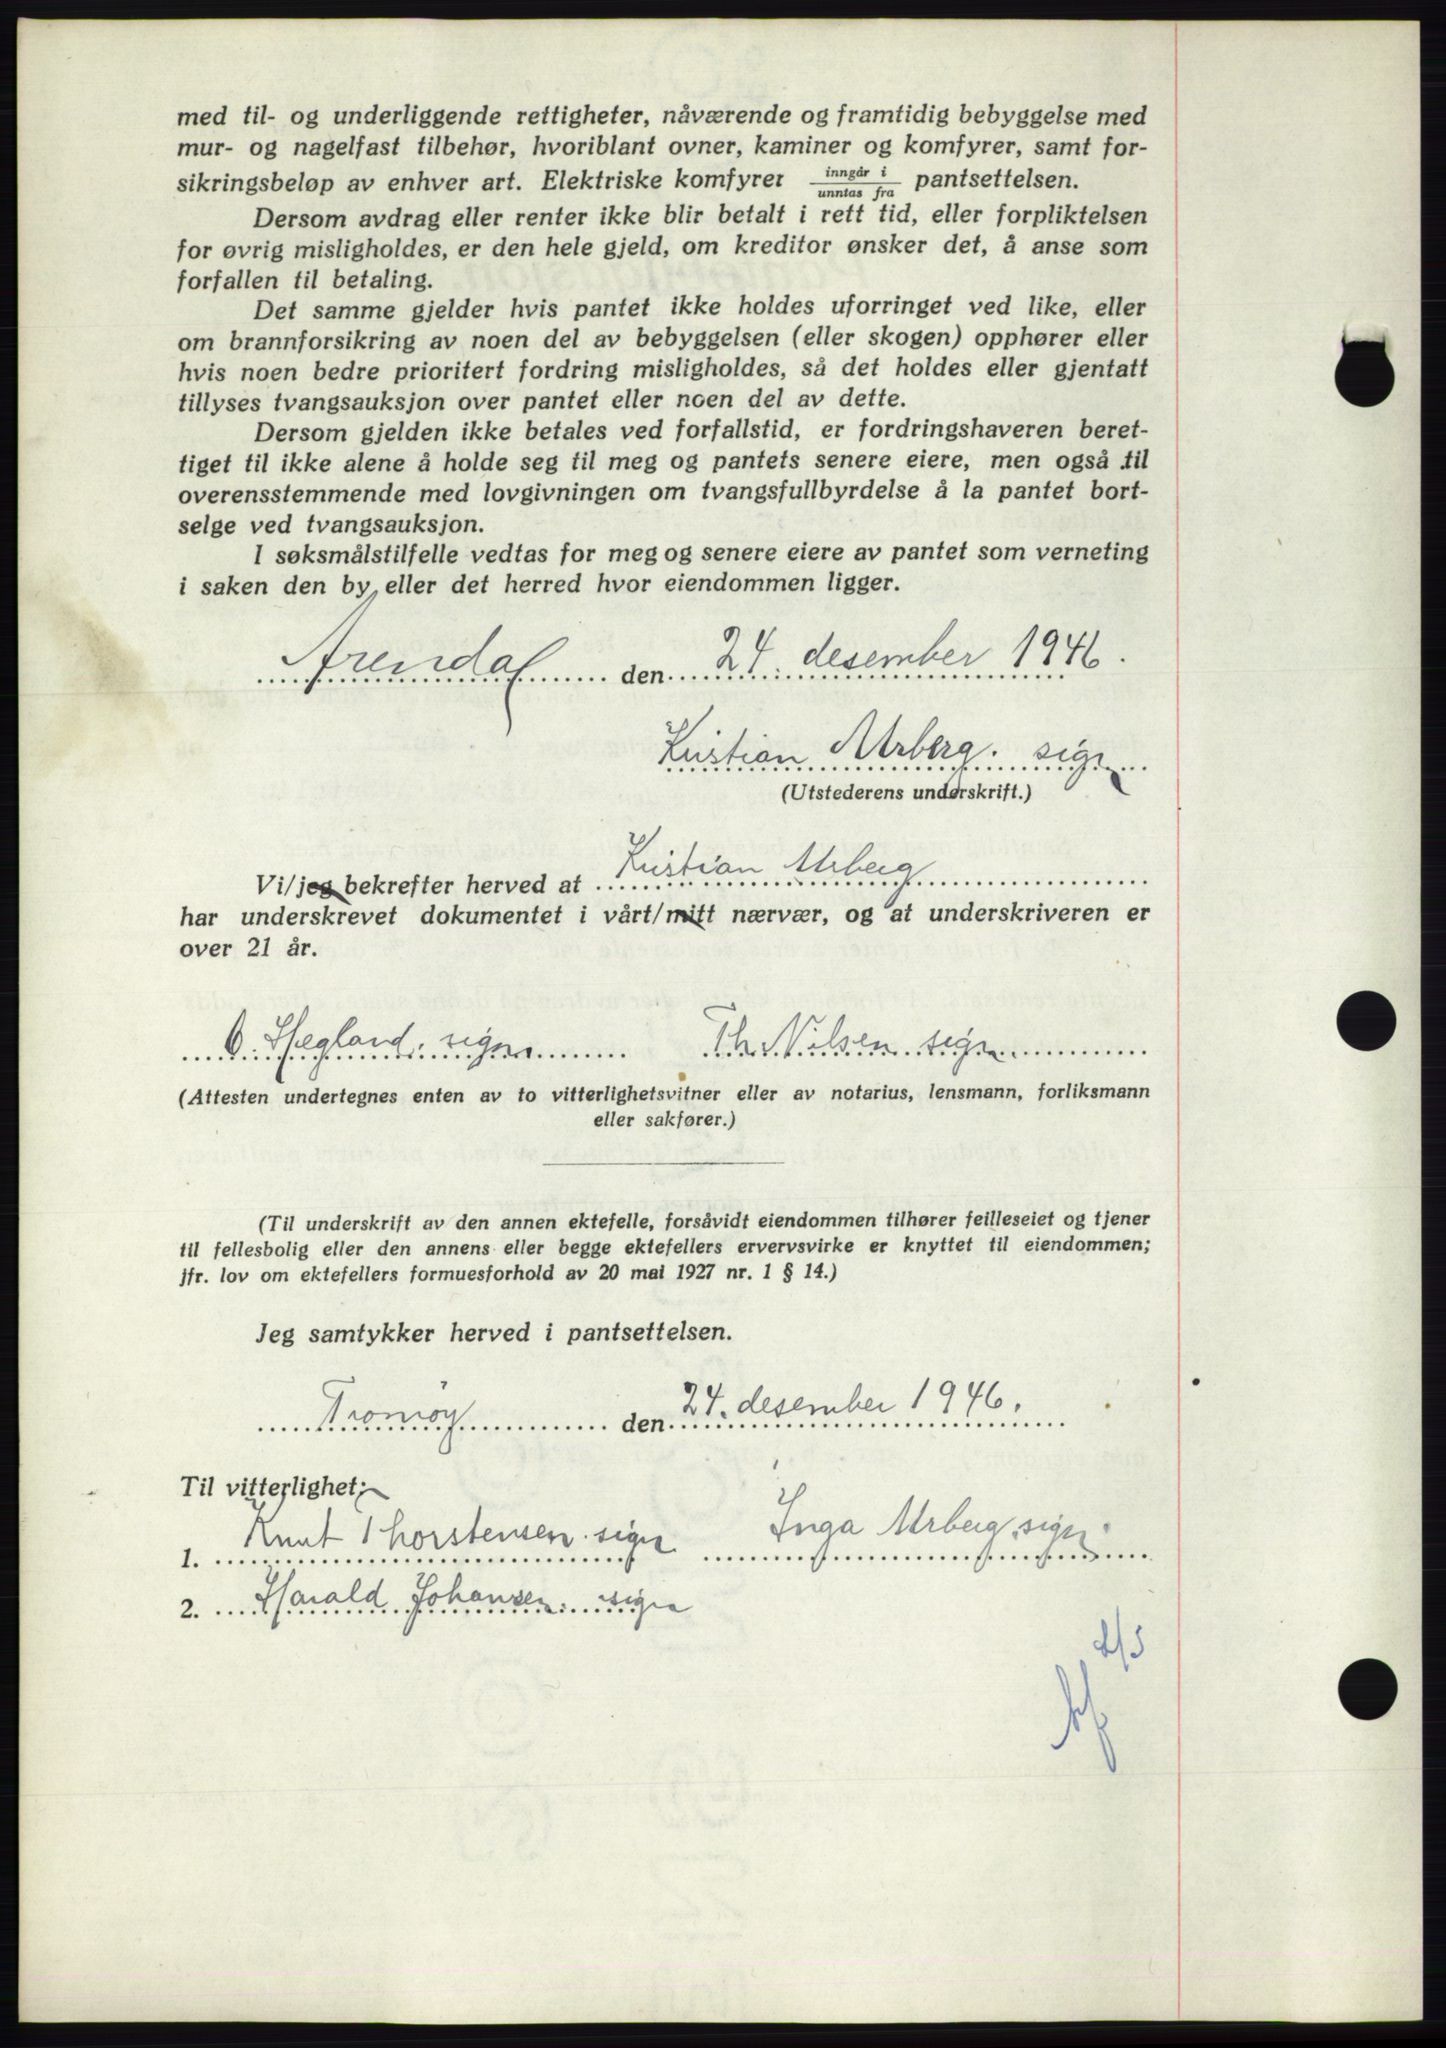 med til- og underliggende rettigheter, nåværende og framtidig bebyggelse med
mur- og nagelfast tilbehør, hvoriblant ovner, kaminer og komfyrer, samt for-
sikringsbeløp av enhver art. Elektriske komfyrer inngår i / unntas fra pantsettelsen.
Dersom avdrag eller renter ikke blir betalt i rett tid, eller forpliktelsen
for øvrig misligholdes, er den hele gjeld, om kreditor ønsker det, å anse som
forfallen til betaling.
Det samme gjelder hvis pantet ikke holdes uforringet ved like, eller
om brannforsikring av noen del av bebyggelsen (eller skogen) opphører eller
hvis noen bedre prioritert fordring misligholdes, så det holdes eller gjentatt
tillyses tvangsauksjon over pantet eller noen del av dette.
Dersom gjelden ikke betales ved forfallstid, er fordringshaveren beret-
tiget til ikke alene å holde seg til meg og pantets senere eiere, men også til
overensstemmende med lovgivningen om tvangsfullbyrdelse å la pantet bort-
selge ved tvangsauksjon.
I søksmålstilfelle vedtas for meg og senere eiere av pantet som verneting
i saken den by eller det herred hvor eiendommen ligger.
Arendal den 24. desember 1946.
Kristian Mrberg. sign
(Utstederens underskrift.)
Vi/jeg bekrefter herved at Kristian Mrberg
har underskrevet dokumentet i vårt/mitt nærvær, og at underskriveren er
over 21 år.
O. Hegland. sign Th. Nilsen sign
(Attesten undertegnes enten av to vitterlighetsvitner eller av notarius, lensmann, forliksmann
eller sakfører.)
(Til underskrift av den annen ektefelle, forsåvidt eiendommen tilhører feilleseiet og tjener
til fellesbolig eller den annens eller begge ektefellers ervervsvirke er knyttet til eiendommen;
jfr. lov om ektefellers formuesforhold av 20 mai 1927 nr. 1 § 14.)
Jeg samtykker herved i pantsettelsen.
Tromøy den 24. desember 1946.
Til vitterlighet:
1. Knut Thorstensen sign Inga Mrberg sign
2. Harald Johansen sign